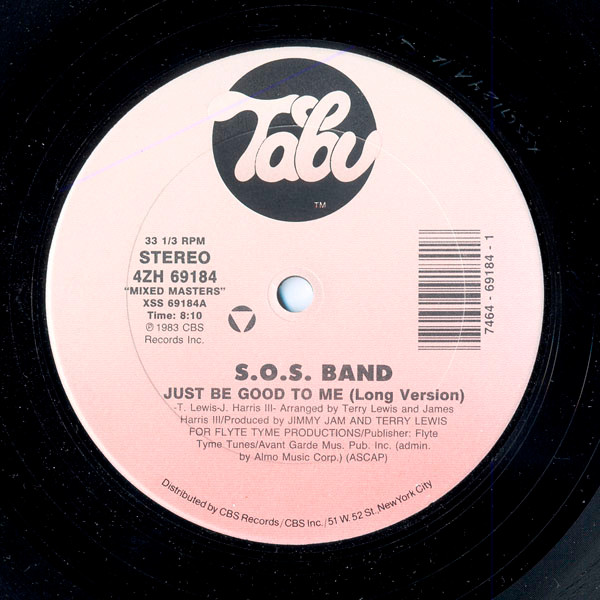 Tabu
TM
33 1/3 RPM
STEREO
4ZH 69184
"MIXED MASTERS"
XSS 69184A
Time: 8:10
℗ 1983 CBS
Records Inc.
7464 - 69184 - 1
S.O.S. BAND
JUST BE GOOD TO ME (Long Version)
-T. Lewis-J. Harris III- Arranged by Terry Lewis and James
Harris III/Produced by JIMMY JAM AND TERRY LEWIS
FOR FLYTE TYME PRODUCTIONS/Publisher: Flyte
Tyme Tunes/Avant Garde Mus. Pub. Inc. (admin.
by Almo Music Corp.) (ASCAP)
Distributed by CBS Records / CBS Inc. / 51 W. 52 St., New York City